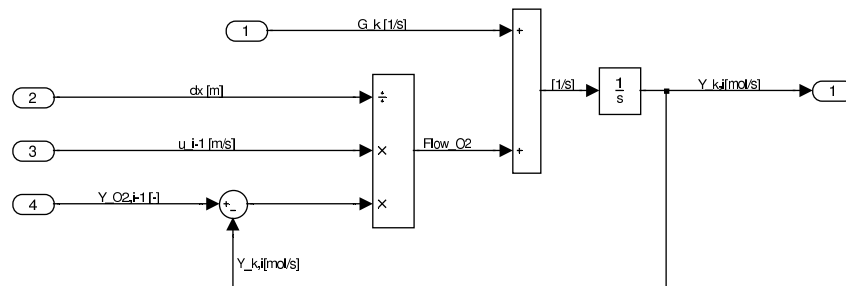 G_k [1/s]
1
+
dx [m]
2
÷
[1/s]
1
s
Y_k,i[mol/s]
1
u_i-1 [m/s]
3
×
Flow_O2
+
Y_O2,i-1 [-]
4
+
-
×
Y_k,i[mol/s]